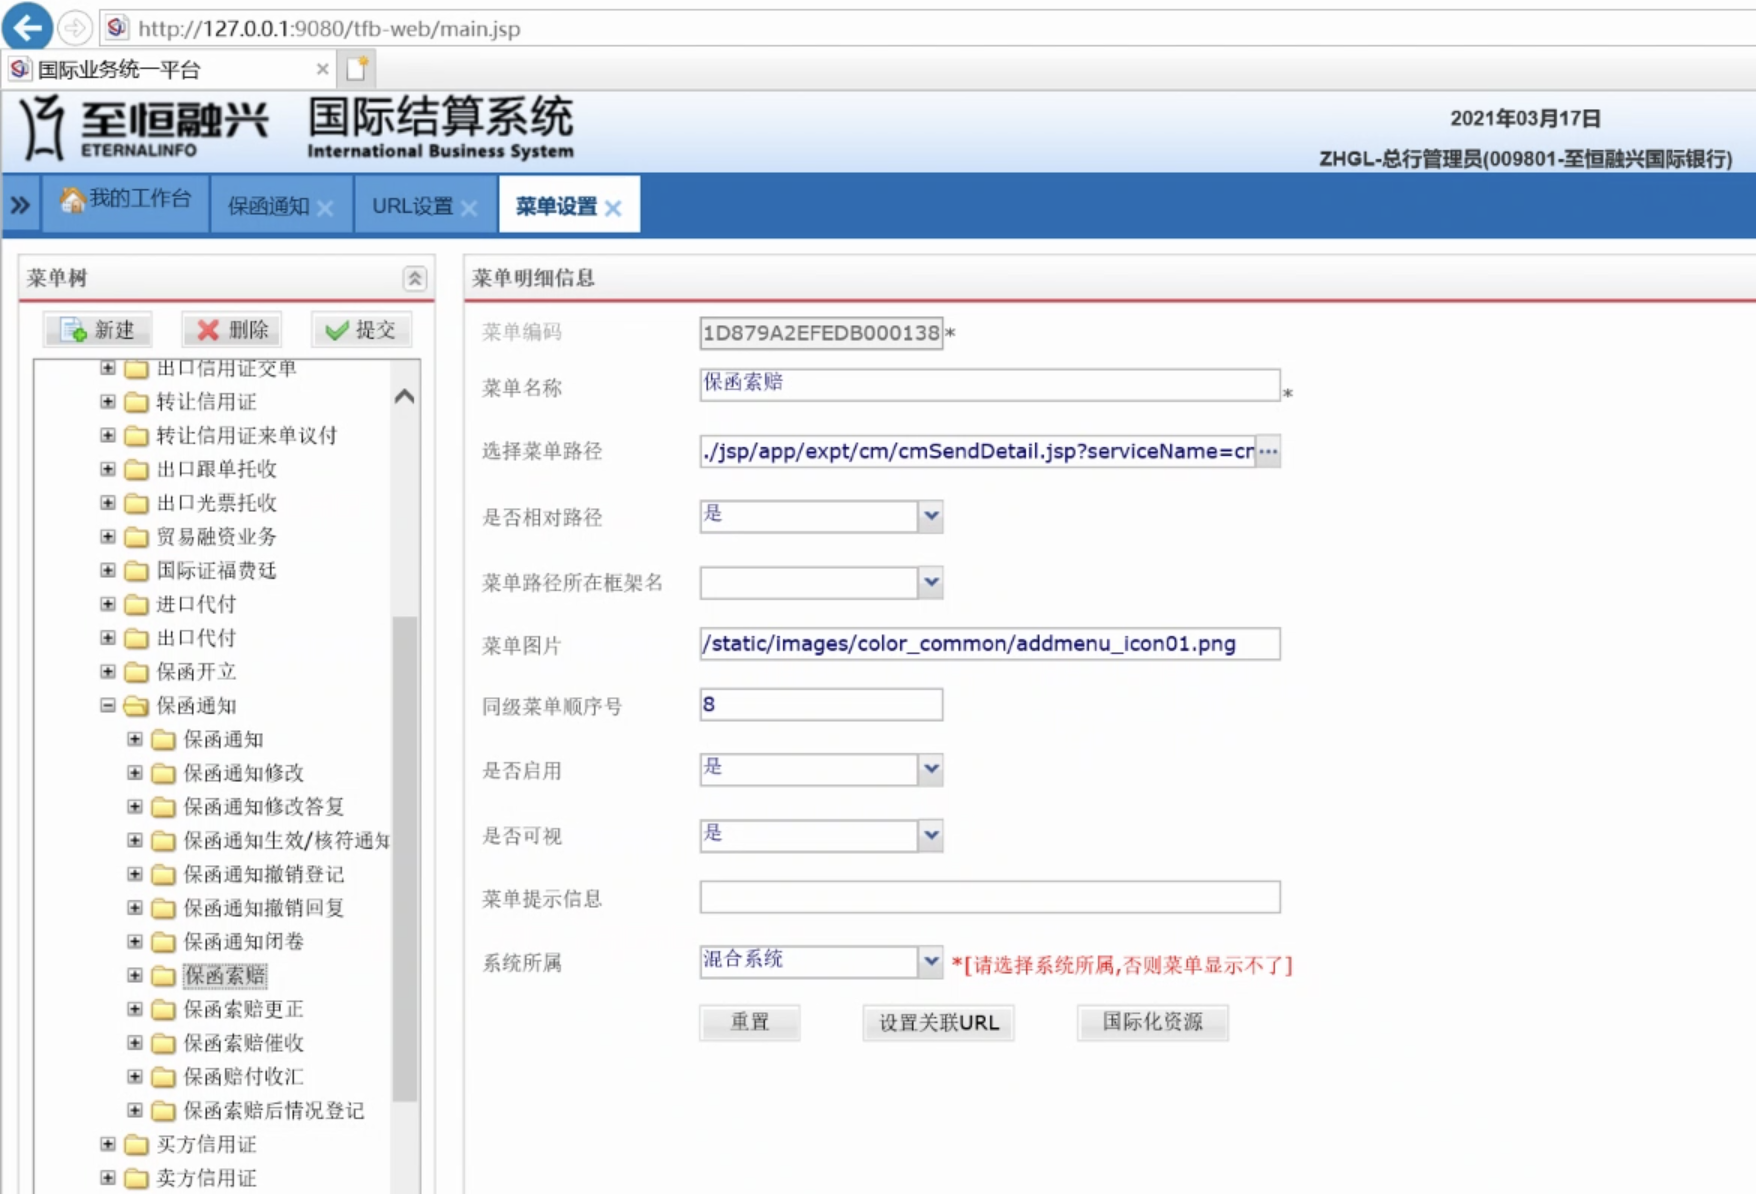 http://127.0.0.1:9080/tfb-web/main.jsp
国际业务统一平台
至恒融兴
ETERNALINFO
国际结算系统
International Business System
2021年03月17日
ZHGL-总行管理员(009801-至恒融兴国际银行)
我的工作台
保函通知
URL设置
菜单设置
菜单树
新建
删除
提交
出口信用证交单
转让信用证
转让信用证来单议付
出口跟单托收
出口光票托收
贸易融资业务
国际证福费廷
进口代付
出口代付
保函开立
保函通知
保函通知
保函通知修改
保函通知修改答复
保函通知生效/核符通知
保函通知撤销登记
保函通知撤销回复
保函通知闭卷
保函索赔
保函索赔更正
保函索赔催收
保函赔付收汇
保函索赔后情况登记
买方信用证
卖方信用证
菜单明细信息
菜单编码 1D879A2EFEDB000138*
菜单名称 保函索赔 *
选择菜单路径 ./jsp/app/expt/cm/cmSendDetail.jsp?serviceName=cr ...
是否相对路径 是
菜单路径所在框架名
菜单图片 /static/images/color_common/addmenu_icon01.png
同级菜单顺序号 8
是否启用 是
是否可视 是
菜单提示信息
系统所属 混合系统 *[请选择系统所属,否则菜单显示不了]
重置 设置关联URL 国际化资源